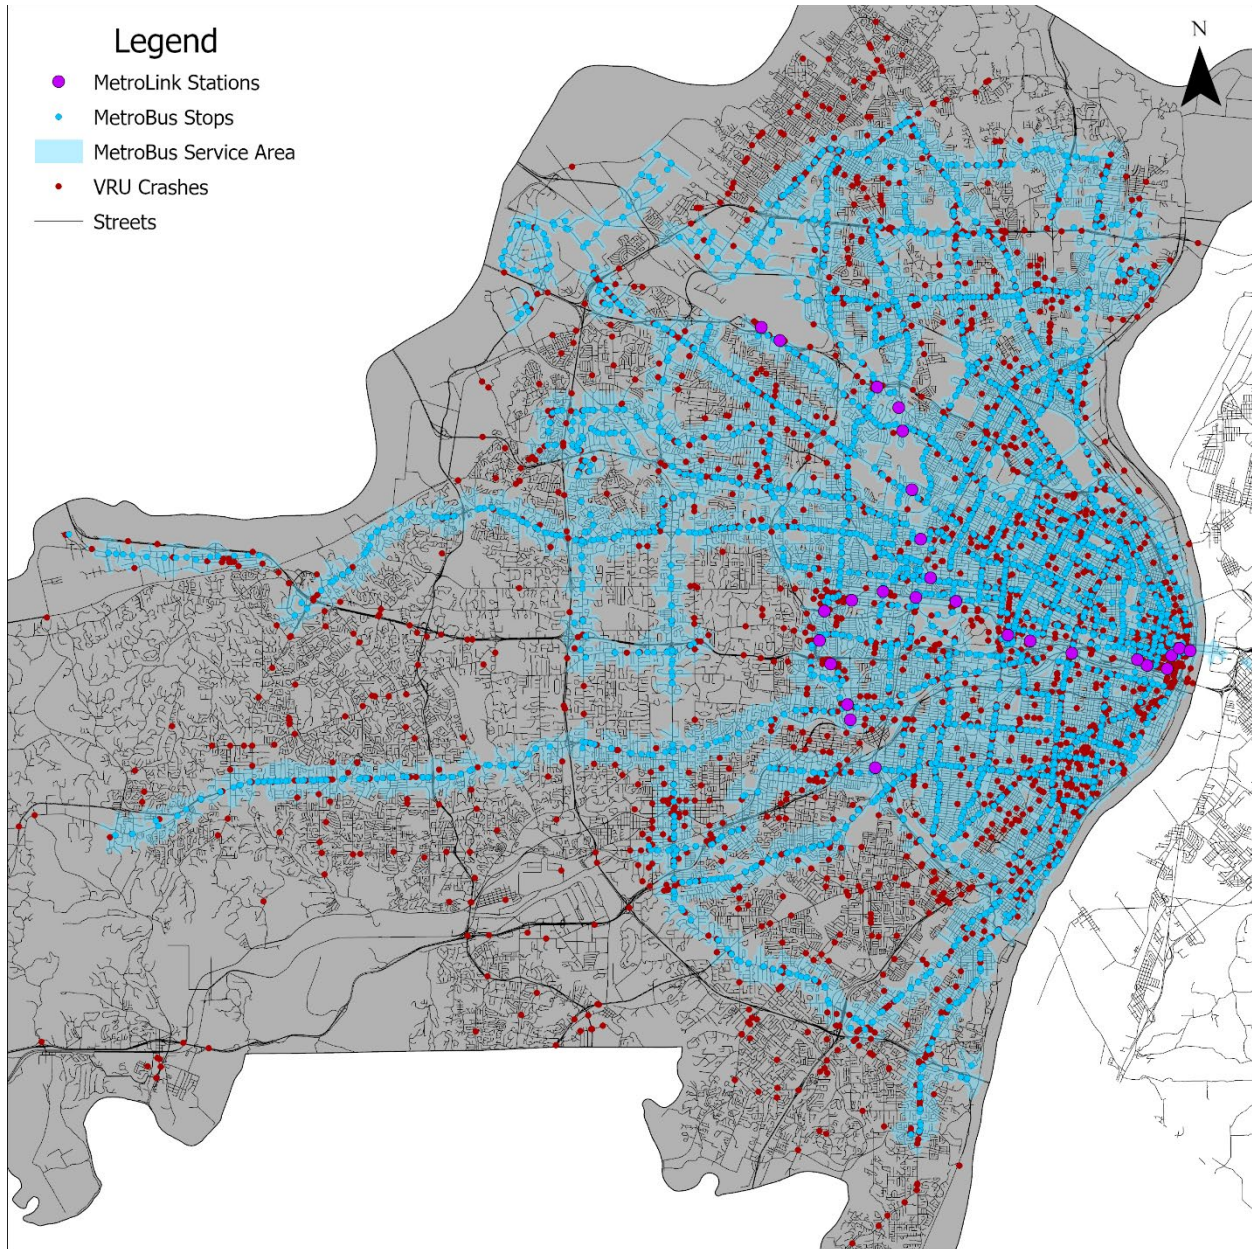 Legend
MetroLink Stations
MetroBus Stops
MetroBus Service Area
VRU Crashes
Streets
N